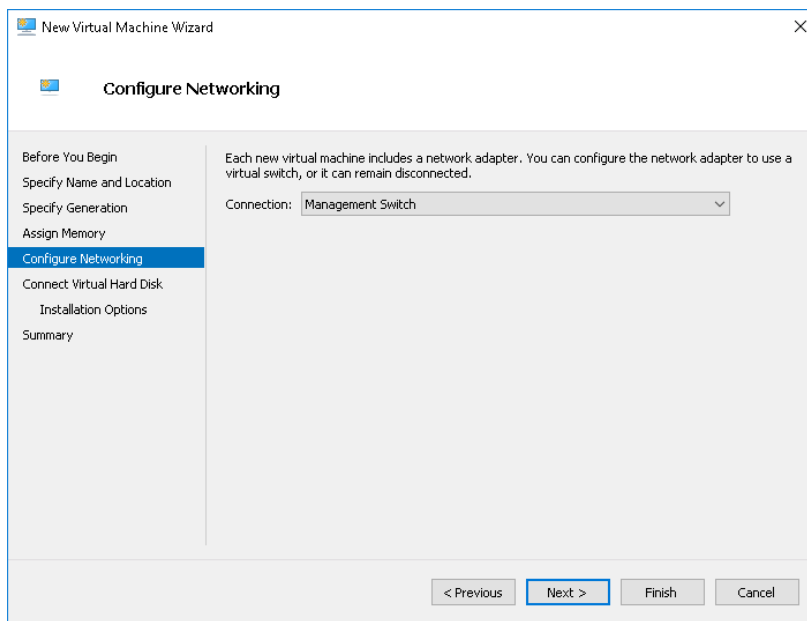 New Virtual Machine Wizard
Configure Networking
Before You Begin
Specify Name and Location
Specify Generation
Assign Memory
Configure Networking
Connect Virtual Hard Disk
Installation Options
Summary
Each new virtual machine includes a network adapter. You can configure the network adapter to use a
virtual switch, or it can remain disconnected.
Connection: Management Switch
< Previous Next > Finish Cancel